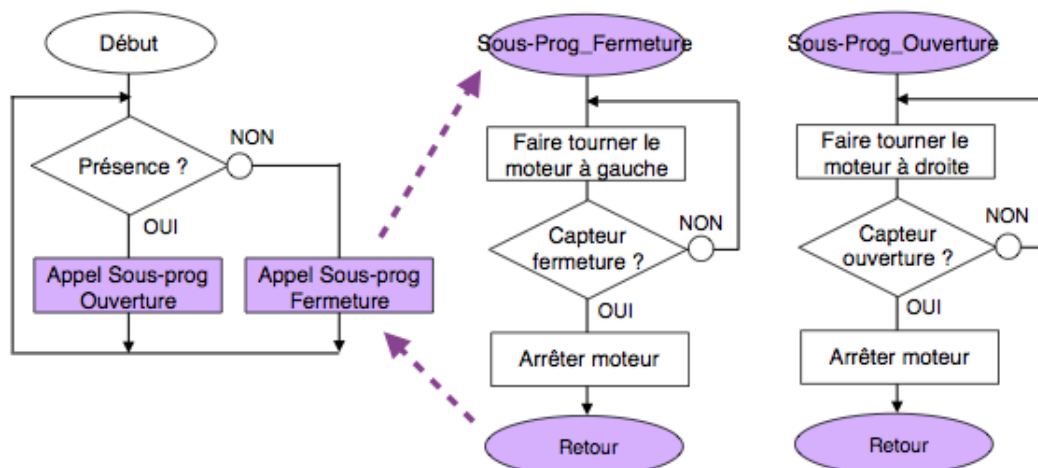 Début
Présence ?
NON
OUI
Appel Sous-prog
Ouverture
Appel Sous-prog
Fermeture
Sous-Prog_Fermeture
Faire tourner le
moteur à gauche
Capteur
fermeture ?
NON
OUI
Arrêter moteur
Retour
Sous-Prog_Ouverture
Faire tourner le
moteur à droite
Capteur
ouverture ?
NON
OUI
Arrêter moteur
Retour